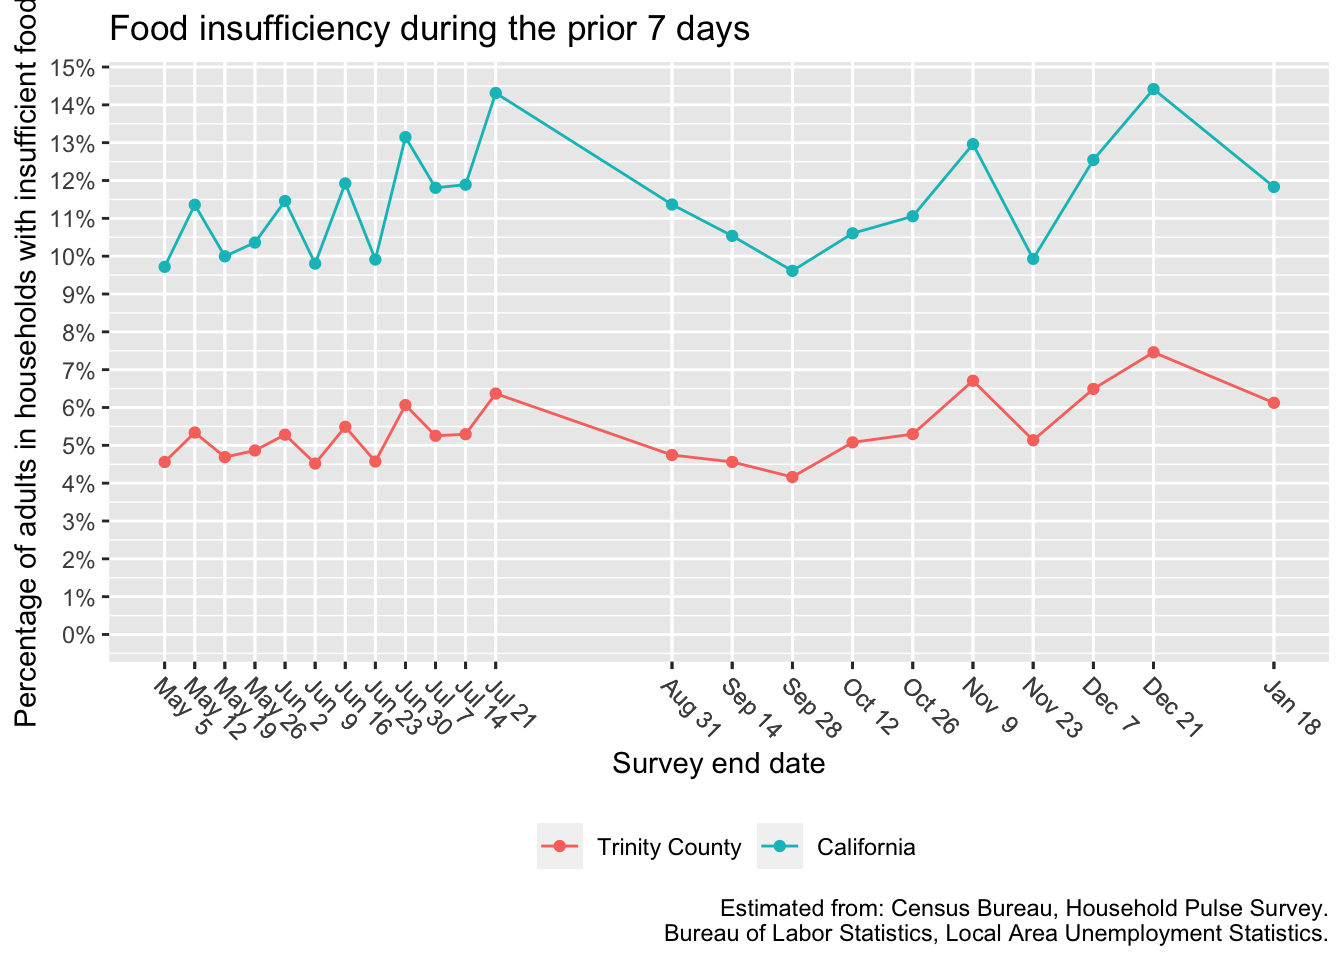 Food insufficiency during the prior 7 days
Percentage of adults in households with insufficient food
15%
14%
13%
12%
11%
10%
9%
8%
7%
6%
5%
4%
3%
2%
1%
0%
May 5
May 12
May 19
May 26
Jun 2
Jun 9
Jun 16
Jun 23
Jun 30
Jul 7
Jul 14
Jul 21
Aug 31
Sep 14
Sep 28
Oct 12
Oct 26
Nov 9
Nov 23
Dec 7
Dec 21
Jan 18
Survey end date
Trinity County
California
Estimated from: Census Bureau, Household Pulse Survey.
Bureau of Labor Statistics, Local Area Unemployment Statistics.